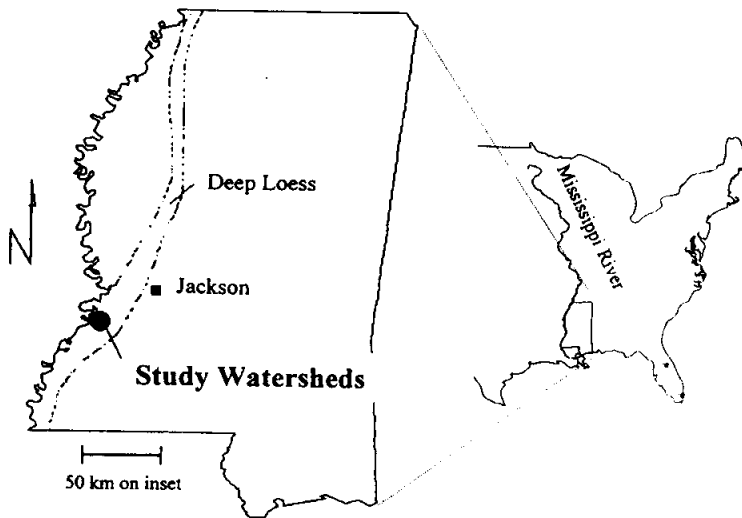 Deep Loess
Mississippi River
N
Jackson
Study Watersheds
50 km on inset